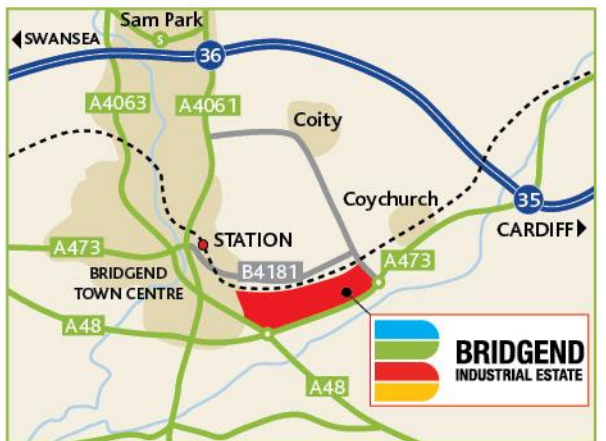 Sam Park
SWANSEA
S
36
A4063
A4061
Coity
Coychurch
35
CARDIFF
STATION
A473
A473
B4181
BRIDGEND
TOWN CENTRE
A48
A48
BRIDGEND
INDUSTRIAL ESTATE